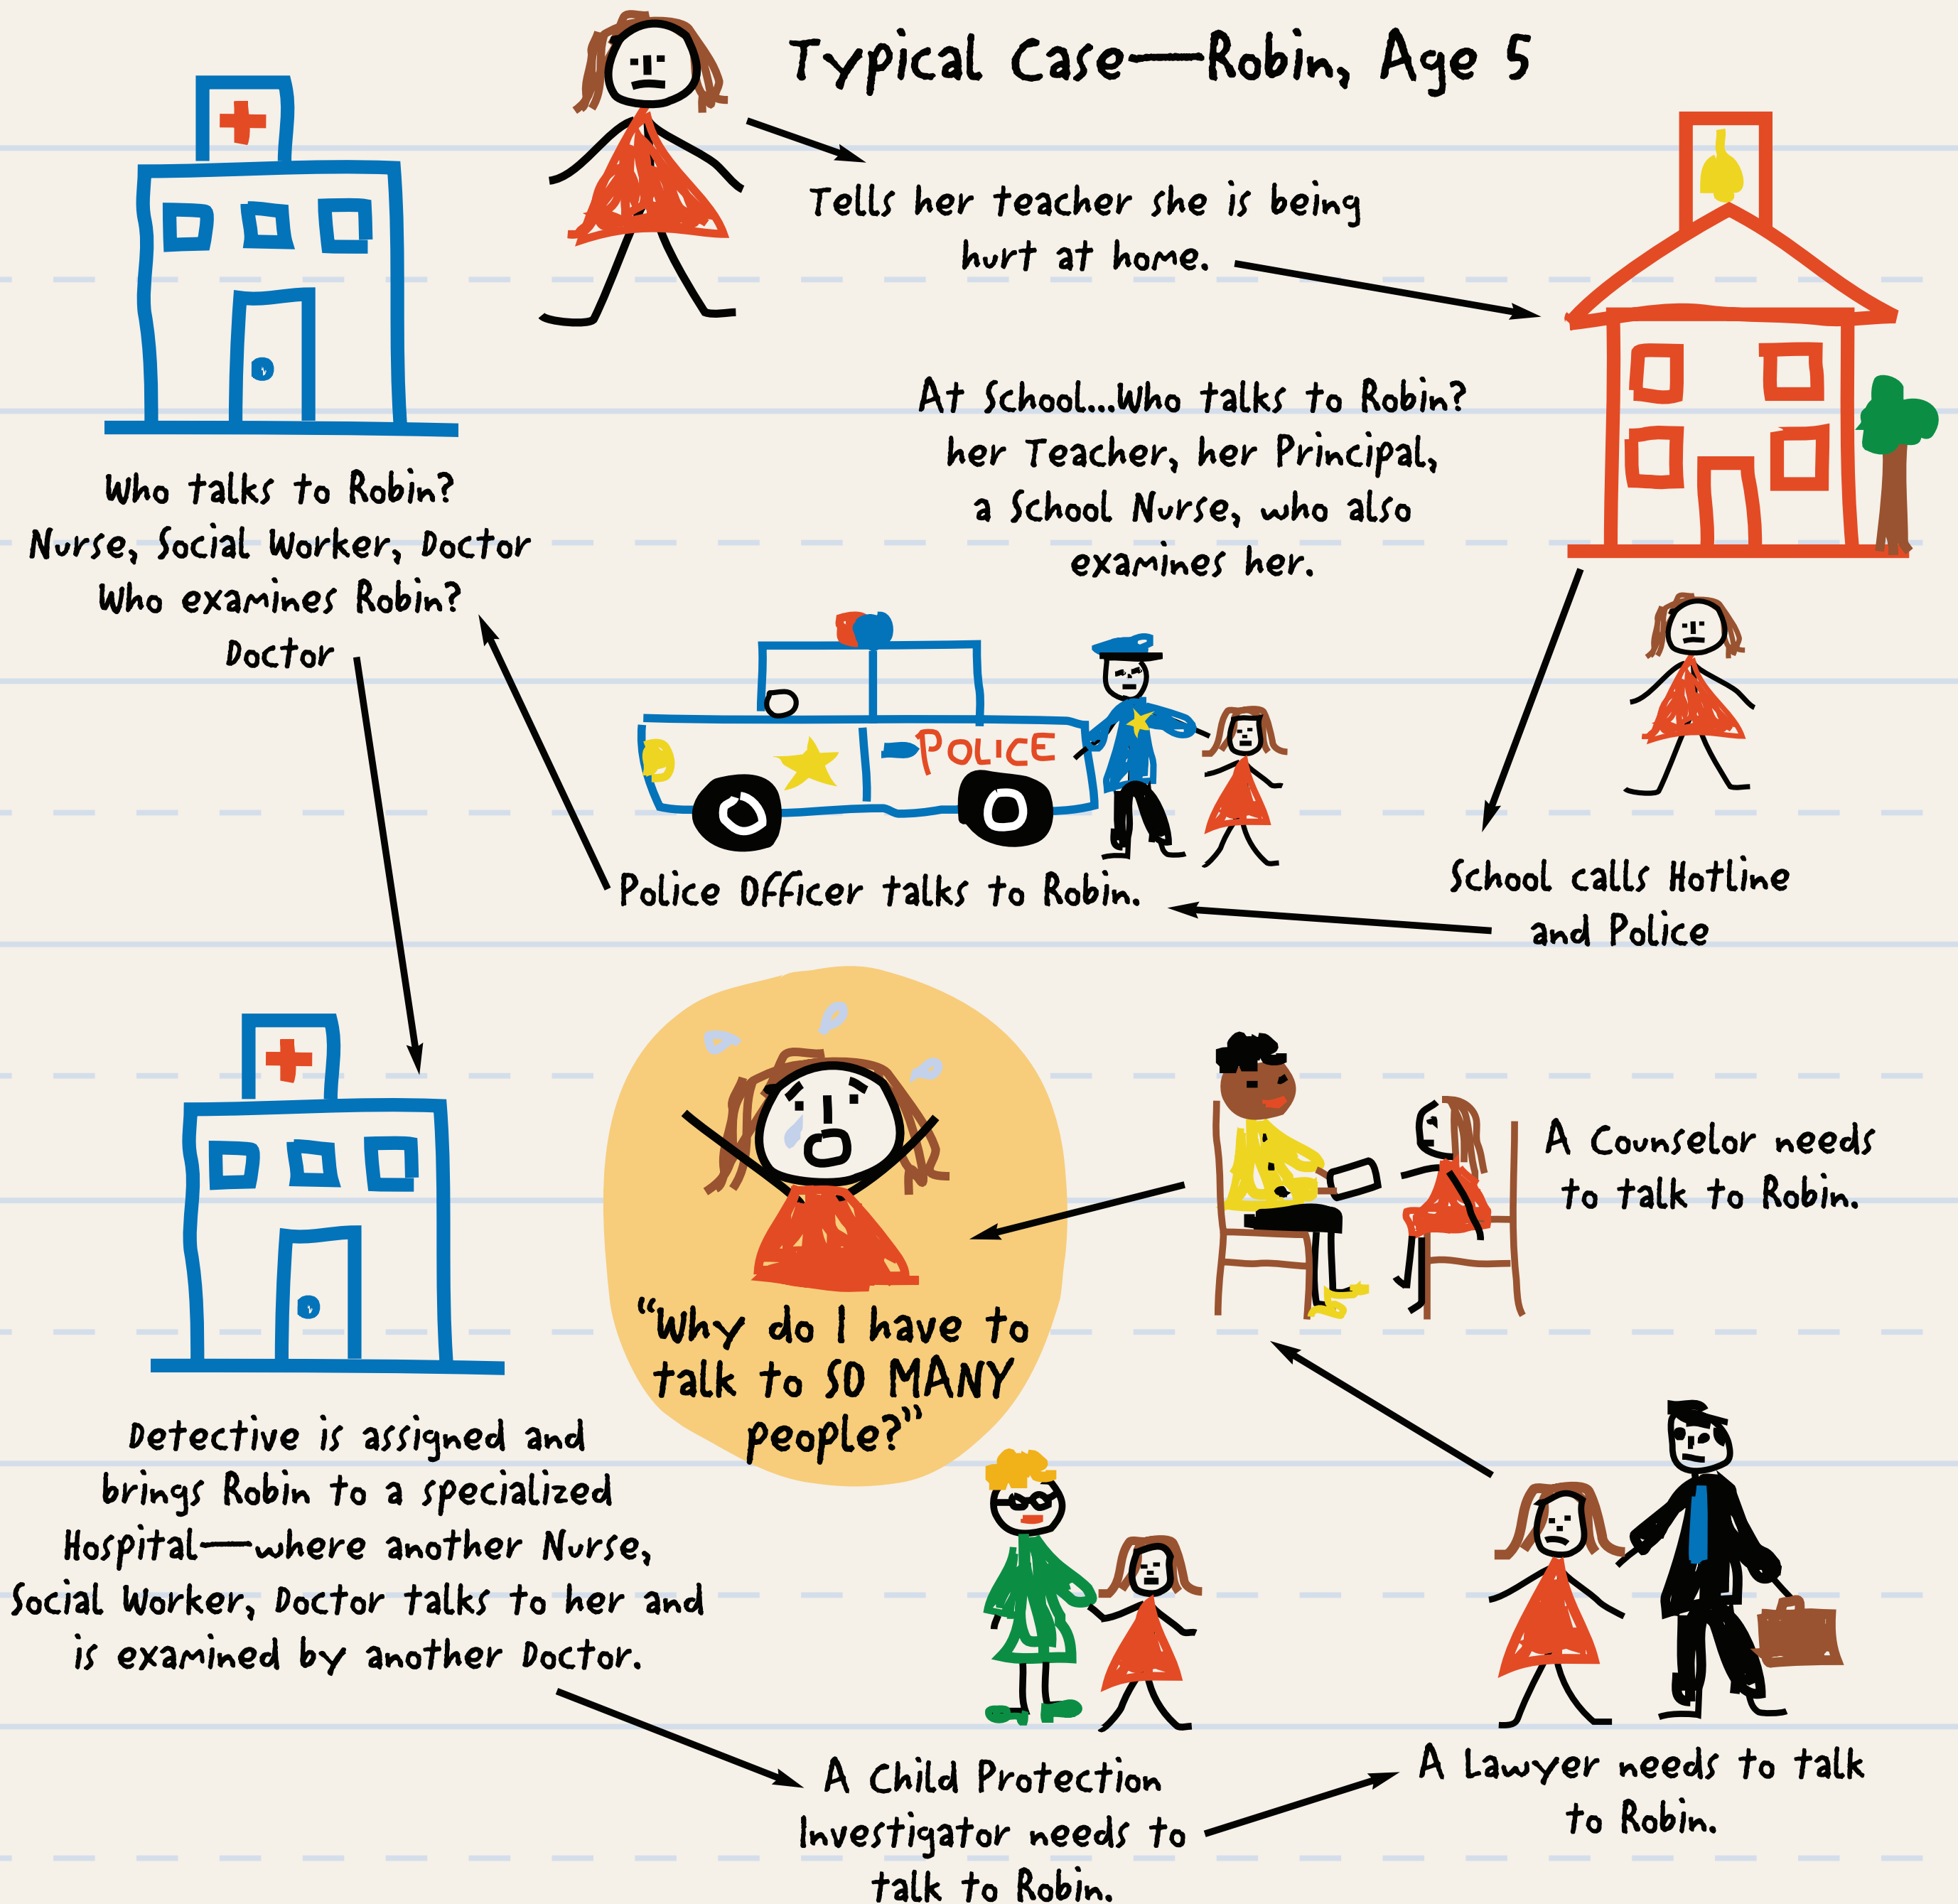 Typical Case—Robin, Age 5
Tells her teacher she is being
hurt at home.
At School...Who talks to Robin?
her Teacher, her Principal,
a School Nurse, who also
examines her.
School calls Hotline
and Police
POLICE
Police Officer talks to Robin.
Who talks to Robin?
Nurse, Social Worker, Doctor
Who examines Robin?
Doctor
Detective is assigned and
brings Robin to a specialized
Hospital—where another Nurse,
Social Worker, Doctor talks to her and
is examined by another Doctor.
A Child Protection
Investigator needs to
talk to Robin.
A Lawyer needs to talk
to Robin.
A Counselor needs
to talk to Robin.
“Why do I have to
talk to SO MANY
people?”